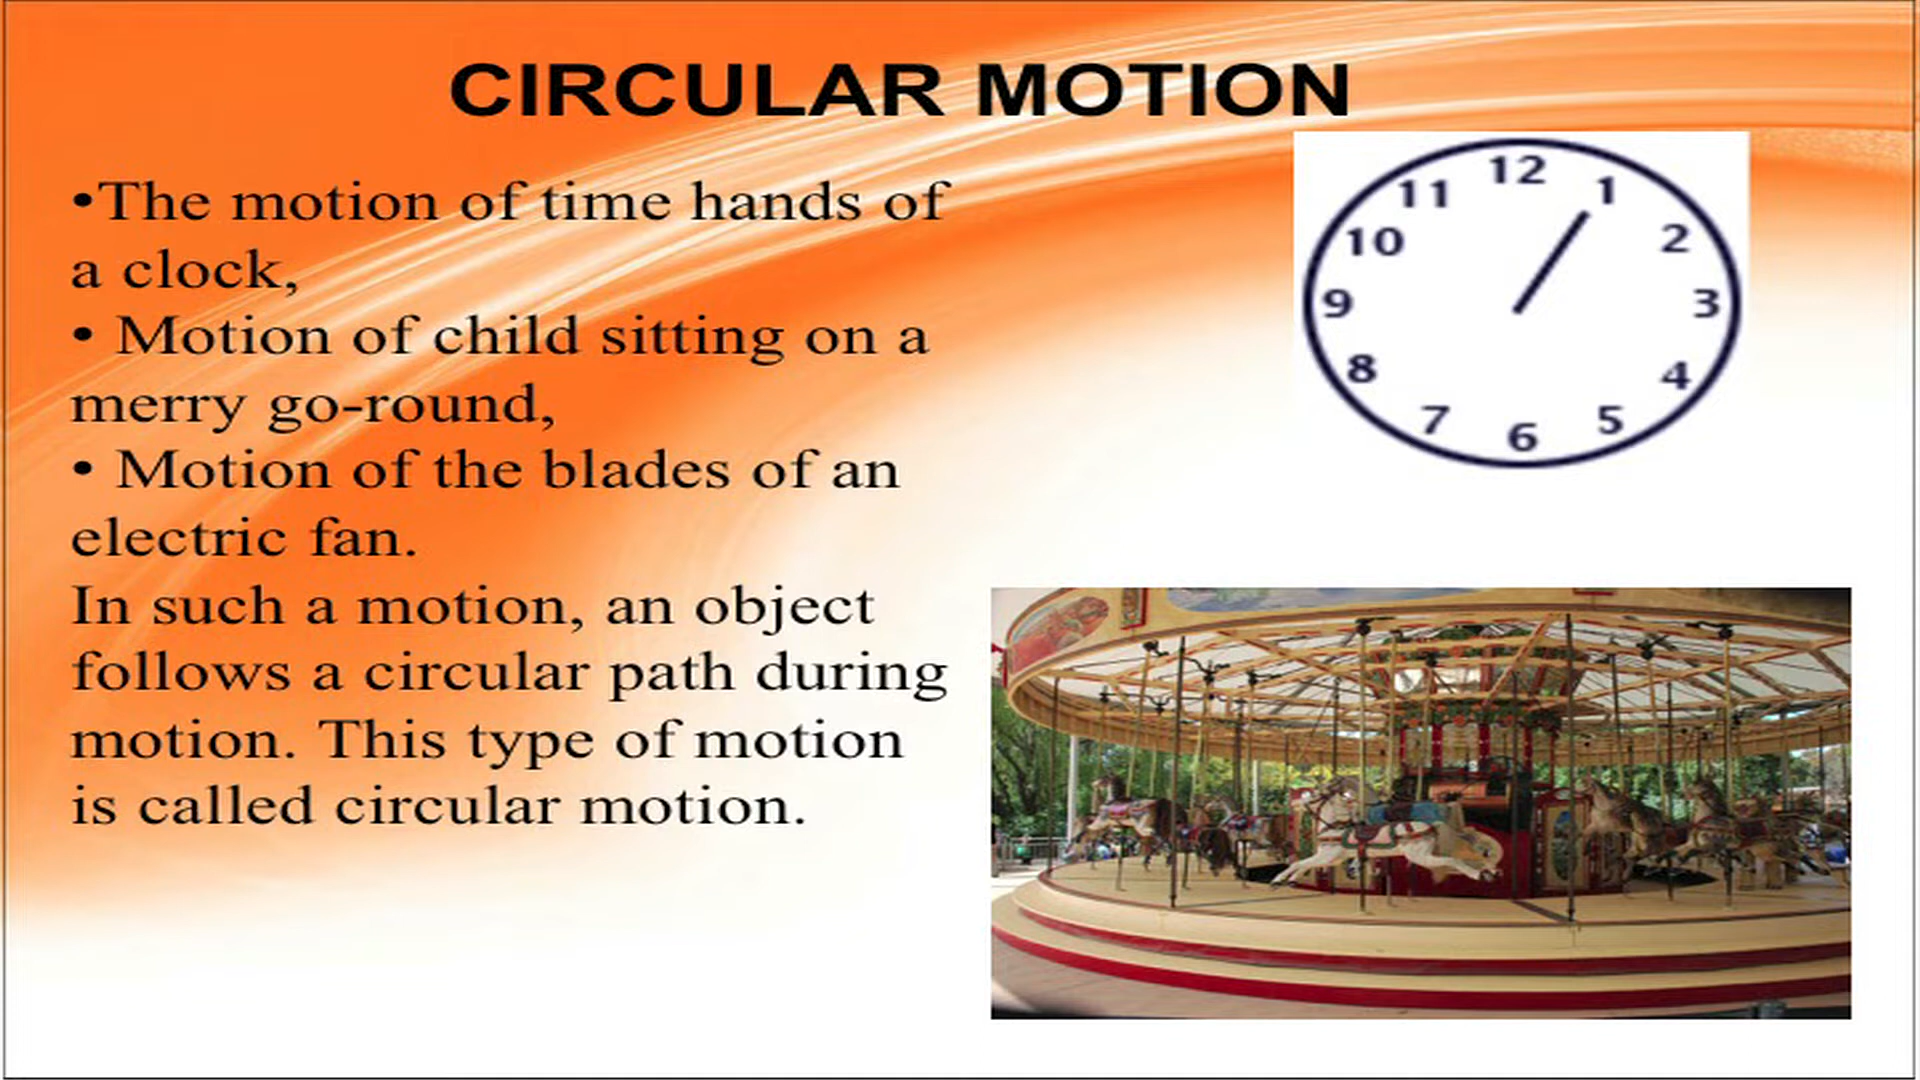 CIRCULAR MOTION
•The motion of time hands of
a clock,
• Motion of child sitting on a
merry go-round,
• Motion of the blades of an
electric fan.
In such a motion, an object
follows a circular path during
motion. This type of motion
is called circular motion.
12
11
1
10
2
9
3
8
4
7
5
6